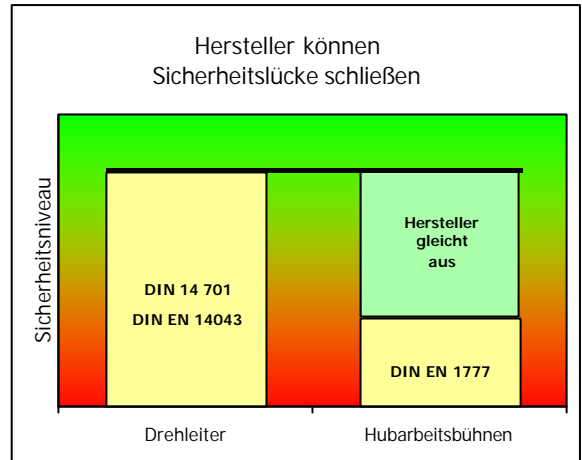 Hersteller können
Sicherheitslücke schließen
Sicherheitsniveau
DIN 14 701
DIN EN 14043
Hersteller
gleicht
aus
DIN EN 1777
Drehleiter
Hubarbeitsbühnen